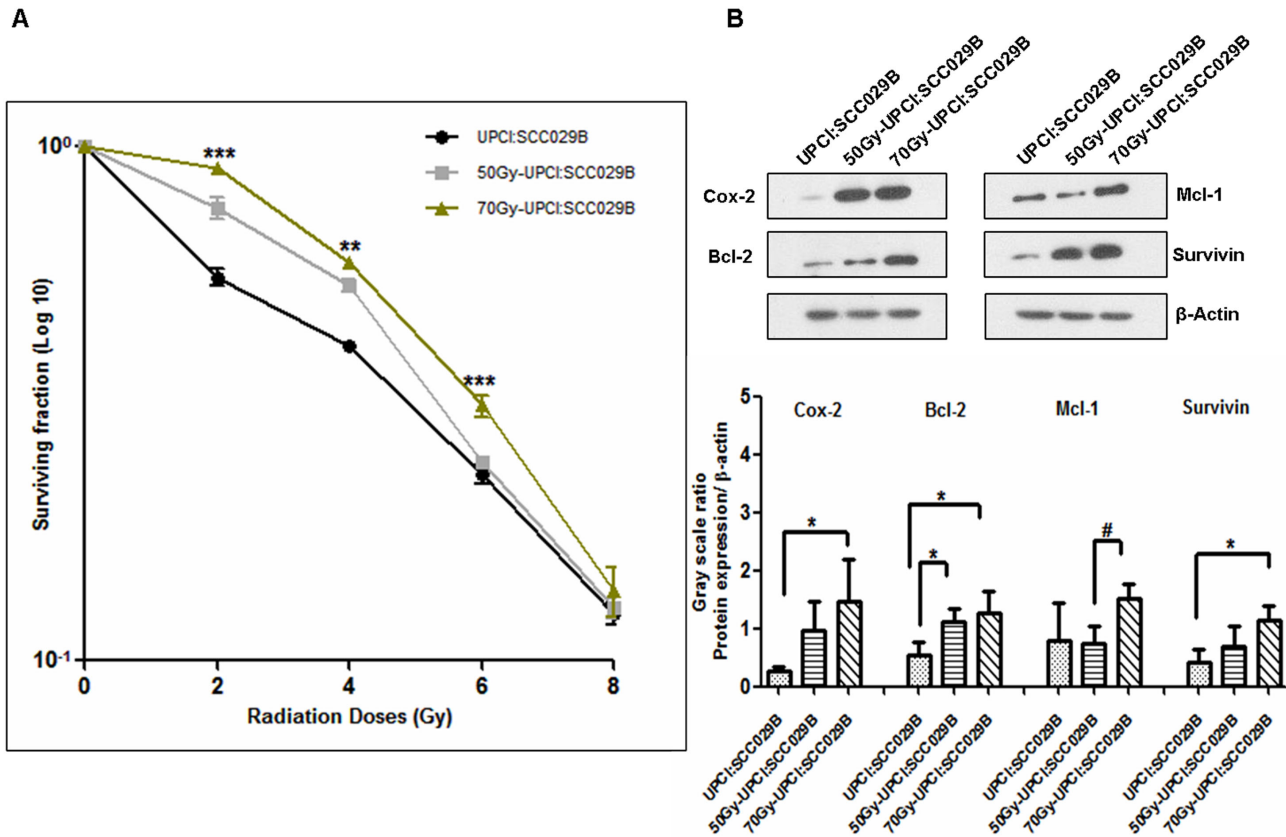 A
10⁰
10⁻¹
Surviving fraction (Log 10)
0 2 4 6 8
Radiation Doses (Gy)
UPCI:SCC029B
50Gy-UPCI:SCC029B
70Gy-UPCI:SCC029B
***
**
***
B
UPCI:SCC029B
50Gy-UPCI:SCC029B
70Gy-UPCI:SCC029B
UPCI:SCC029B
50Gy-UPCI:SCC029B
70Gy-UPCI:SCC029B
Cox-2
Mcl-1
Bcl-2
Survivin
β-Actin
5
4
3
2
1
0
Gray scale ratio
Protein expression/ β-actin
Cox-2 Bcl-2 Mcl-1 Survivin
*
*
*
#
*
UPCI:SCC029B
50Gy-UPCI:SCC029B
70Gy-UPCI:SCC029B
UPCI:SCC029B
50Gy-UPCI:SCC029B
70Gy-UPCI:SCC029B
UPCI:SCC029B
50Gy-UPCI:SCC029B
70Gy-UPCI:SCC029B
UPCI:SCC029B
50Gy-UPCI:SCC029B
70Gy-UPCI:SCC029B